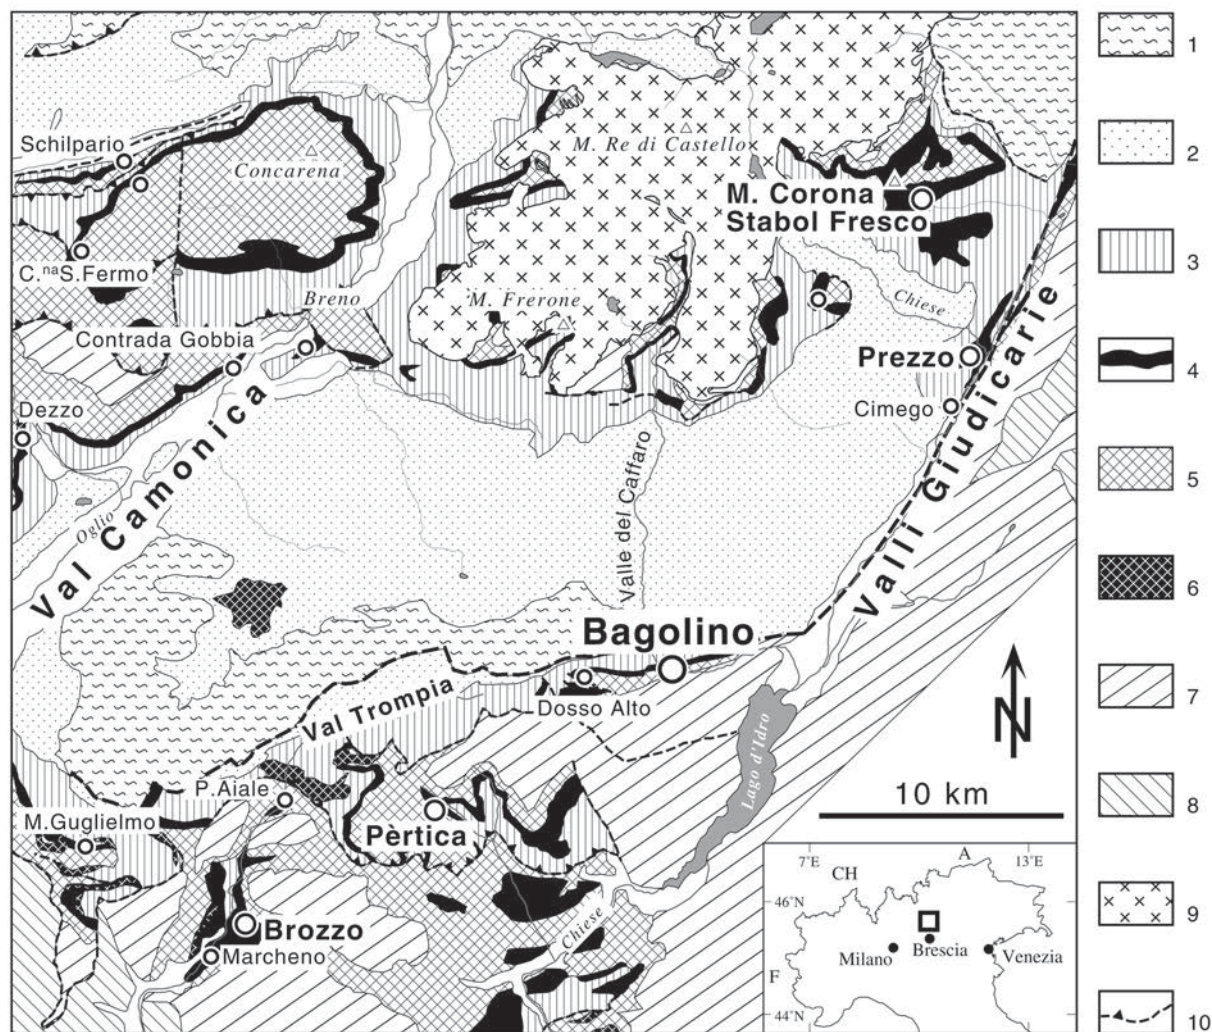 1
2
3
4
5
6
7
8
9
10
Schilpario
Concarena
M. Re di Castello
M. Corona
Stabol Fresco
C.naS.Fermo
Breno
M. Frerone
Chiese
Contrada Gobbia
Prezzo
Dezzo
Cimego
Val Camonica
Oglio
Valle del Caffaro
Valli Giudicarie
Bagolino
Val Trompia
Dosso Alto
N
Lago d'Idro
10 km
P.Aiale
M.Guglielmo
Pèrtica
Brozzo
Marcheno
Chiese
7°E
13°E
A
CH
46°N
Milano
Brescia
Venezia
F
44°N